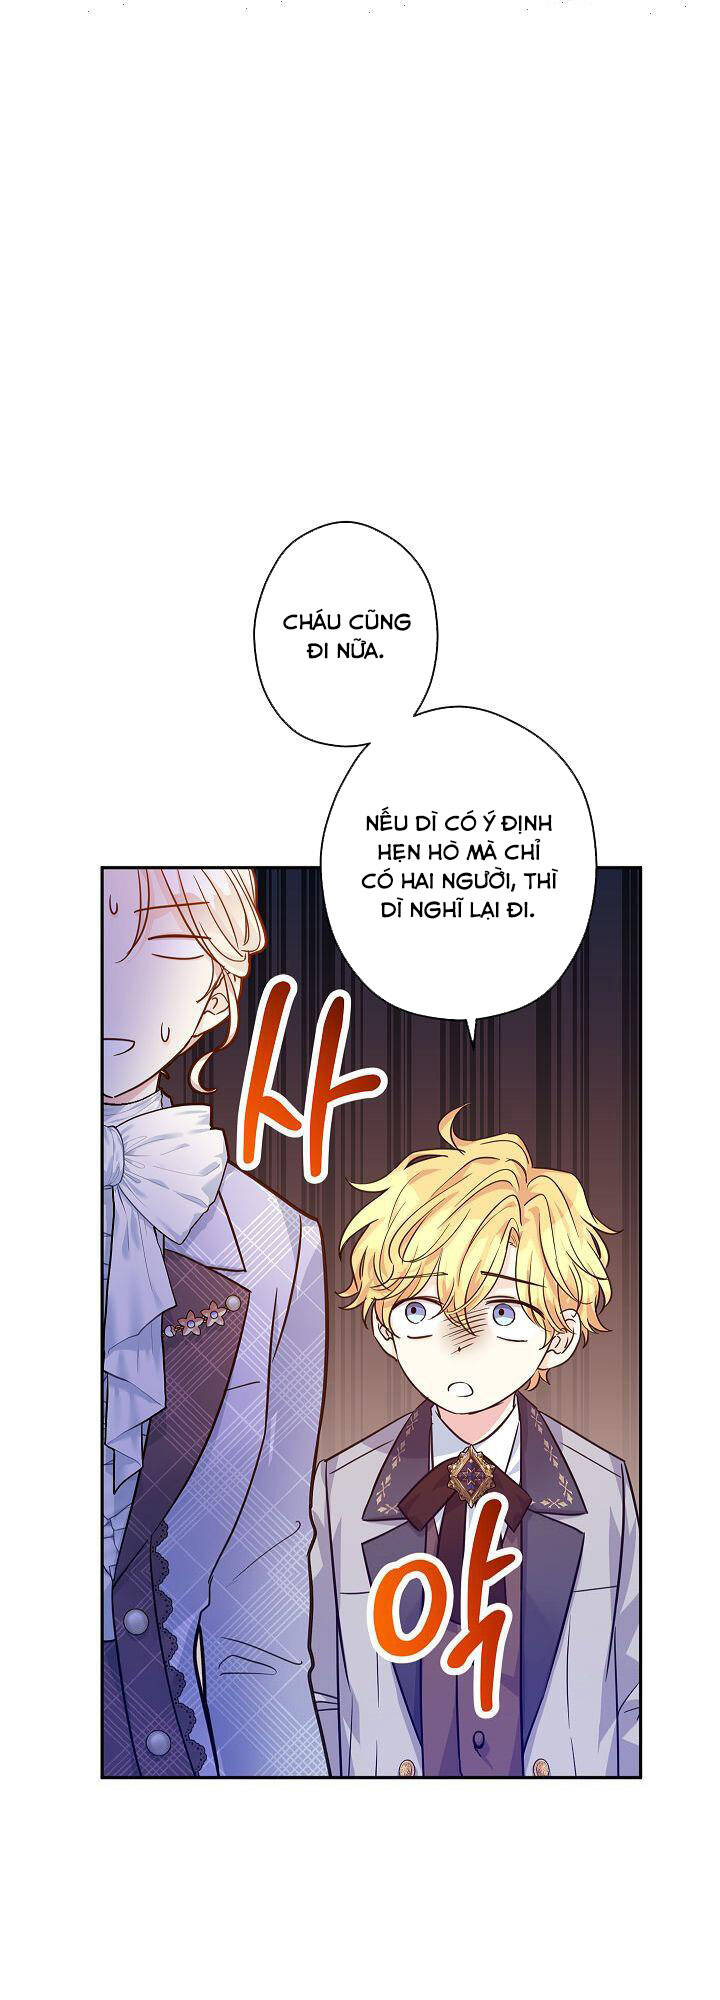 CHÁU CŨNG
ĐI NỮA.
NẾU DÌ CÓ Ý ĐỊNH
HẸN HÒ MÀ CHỈ
CÓ HAI NGƯỜI, THÌ
DÌ NGHĨ LẠI ĐI.
사
악